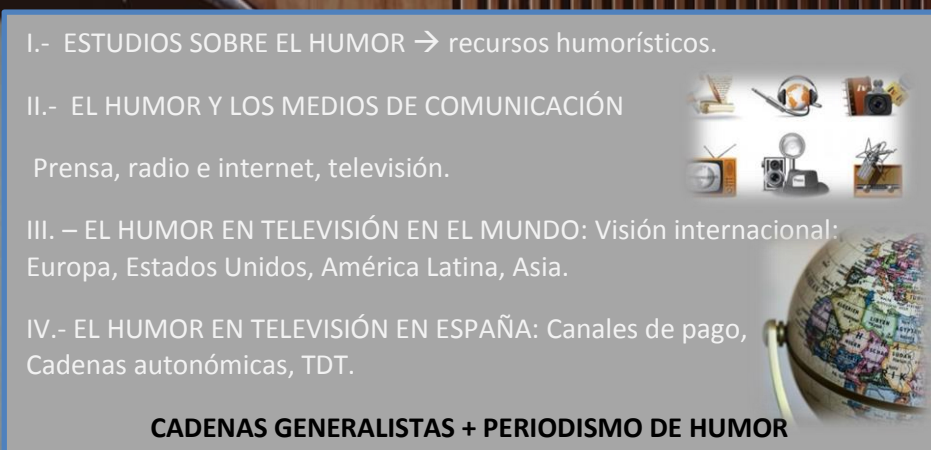 I.- ESTUDIOS SOBRE EL HUMOR → recursos humorísticos.
II.- EL HUMOR Y LOS MEDIOS DE COMUNICACIÓN
Prensa, radio e internet, televisión.
III. – EL HUMOR EN TELEVISIÓN EN EL MUNDO: Visión internacional:
Europa, Estados Unidos, América Latina, Asia.
IV.- EL HUMOR EN TELEVISIÓN EN ESPAÑA: Canales de pago,
Cadenas autonómicas, TDT.
CADENAS GENERALISTAS + PERIODISMO DE HUMOR